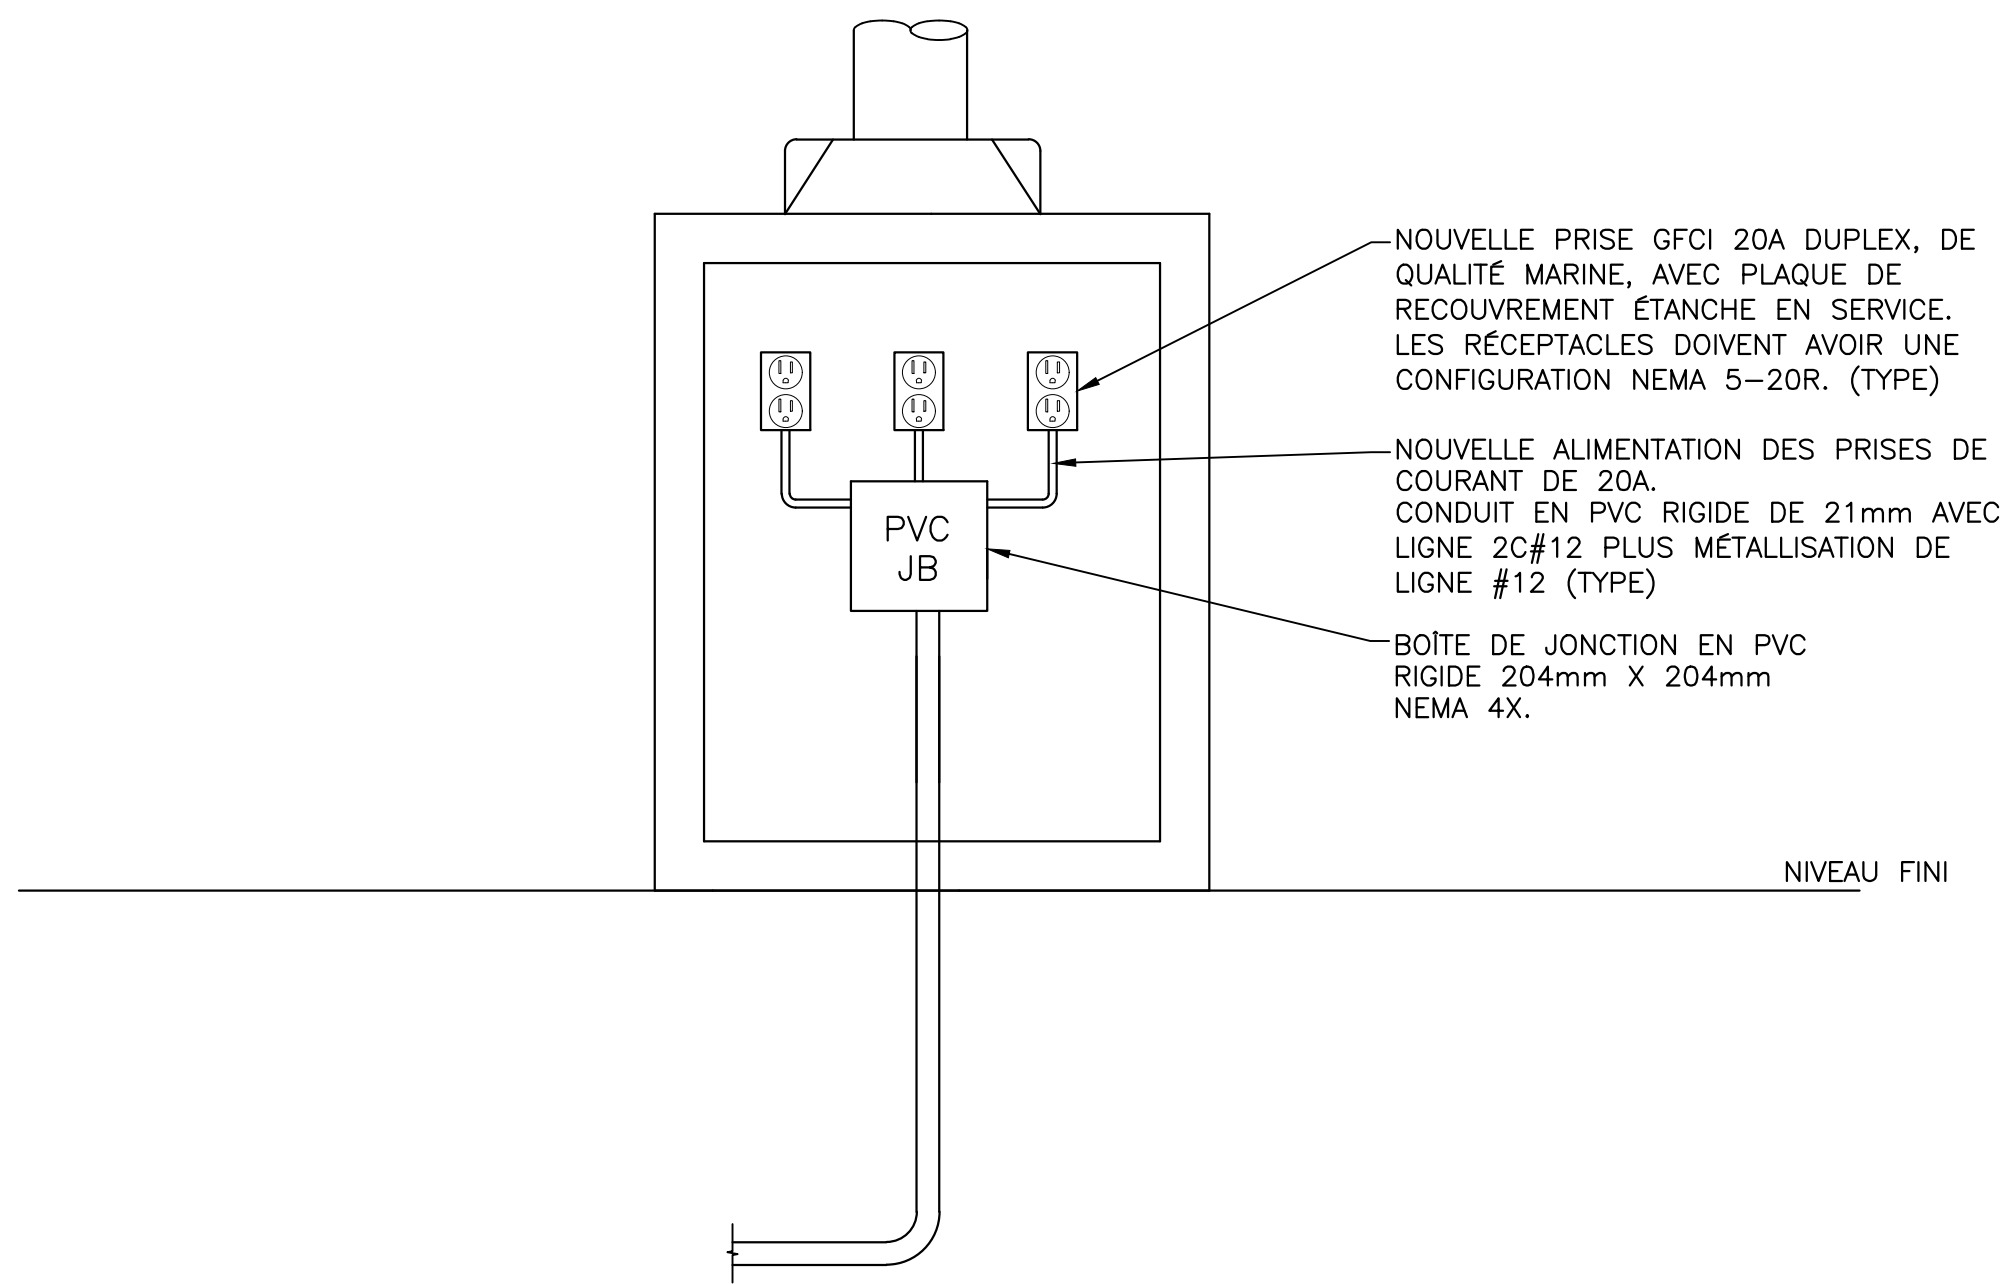 NOUVELLE PRISE GFCI 20A DUPLEX, DE
QUALITÉ MARINE, AVEC PLAQUE DE
RECOUVREMENT ÉTANCHE EN SERVICE.
LES RÉCEPTACLES DOIVENT AVOIR UNE
CONFIGURATION NEMA 5-20R. (TYPE)
NOUVELLE ALIMENTATION DES PRISES DE
COURANT DE 20A.
CONDUIT EN PVC RIGIDE DE 21mm AVEC
LIGNE 2C#12 PLUS MÉTALLISATION DE
LIGNE #12 (TYPE)
PVC
JB
BOÎTE DE JONCTION EN PVC
RIGIDE 204mm X 204mm
NEMA 4X.
NIVEAU FINI